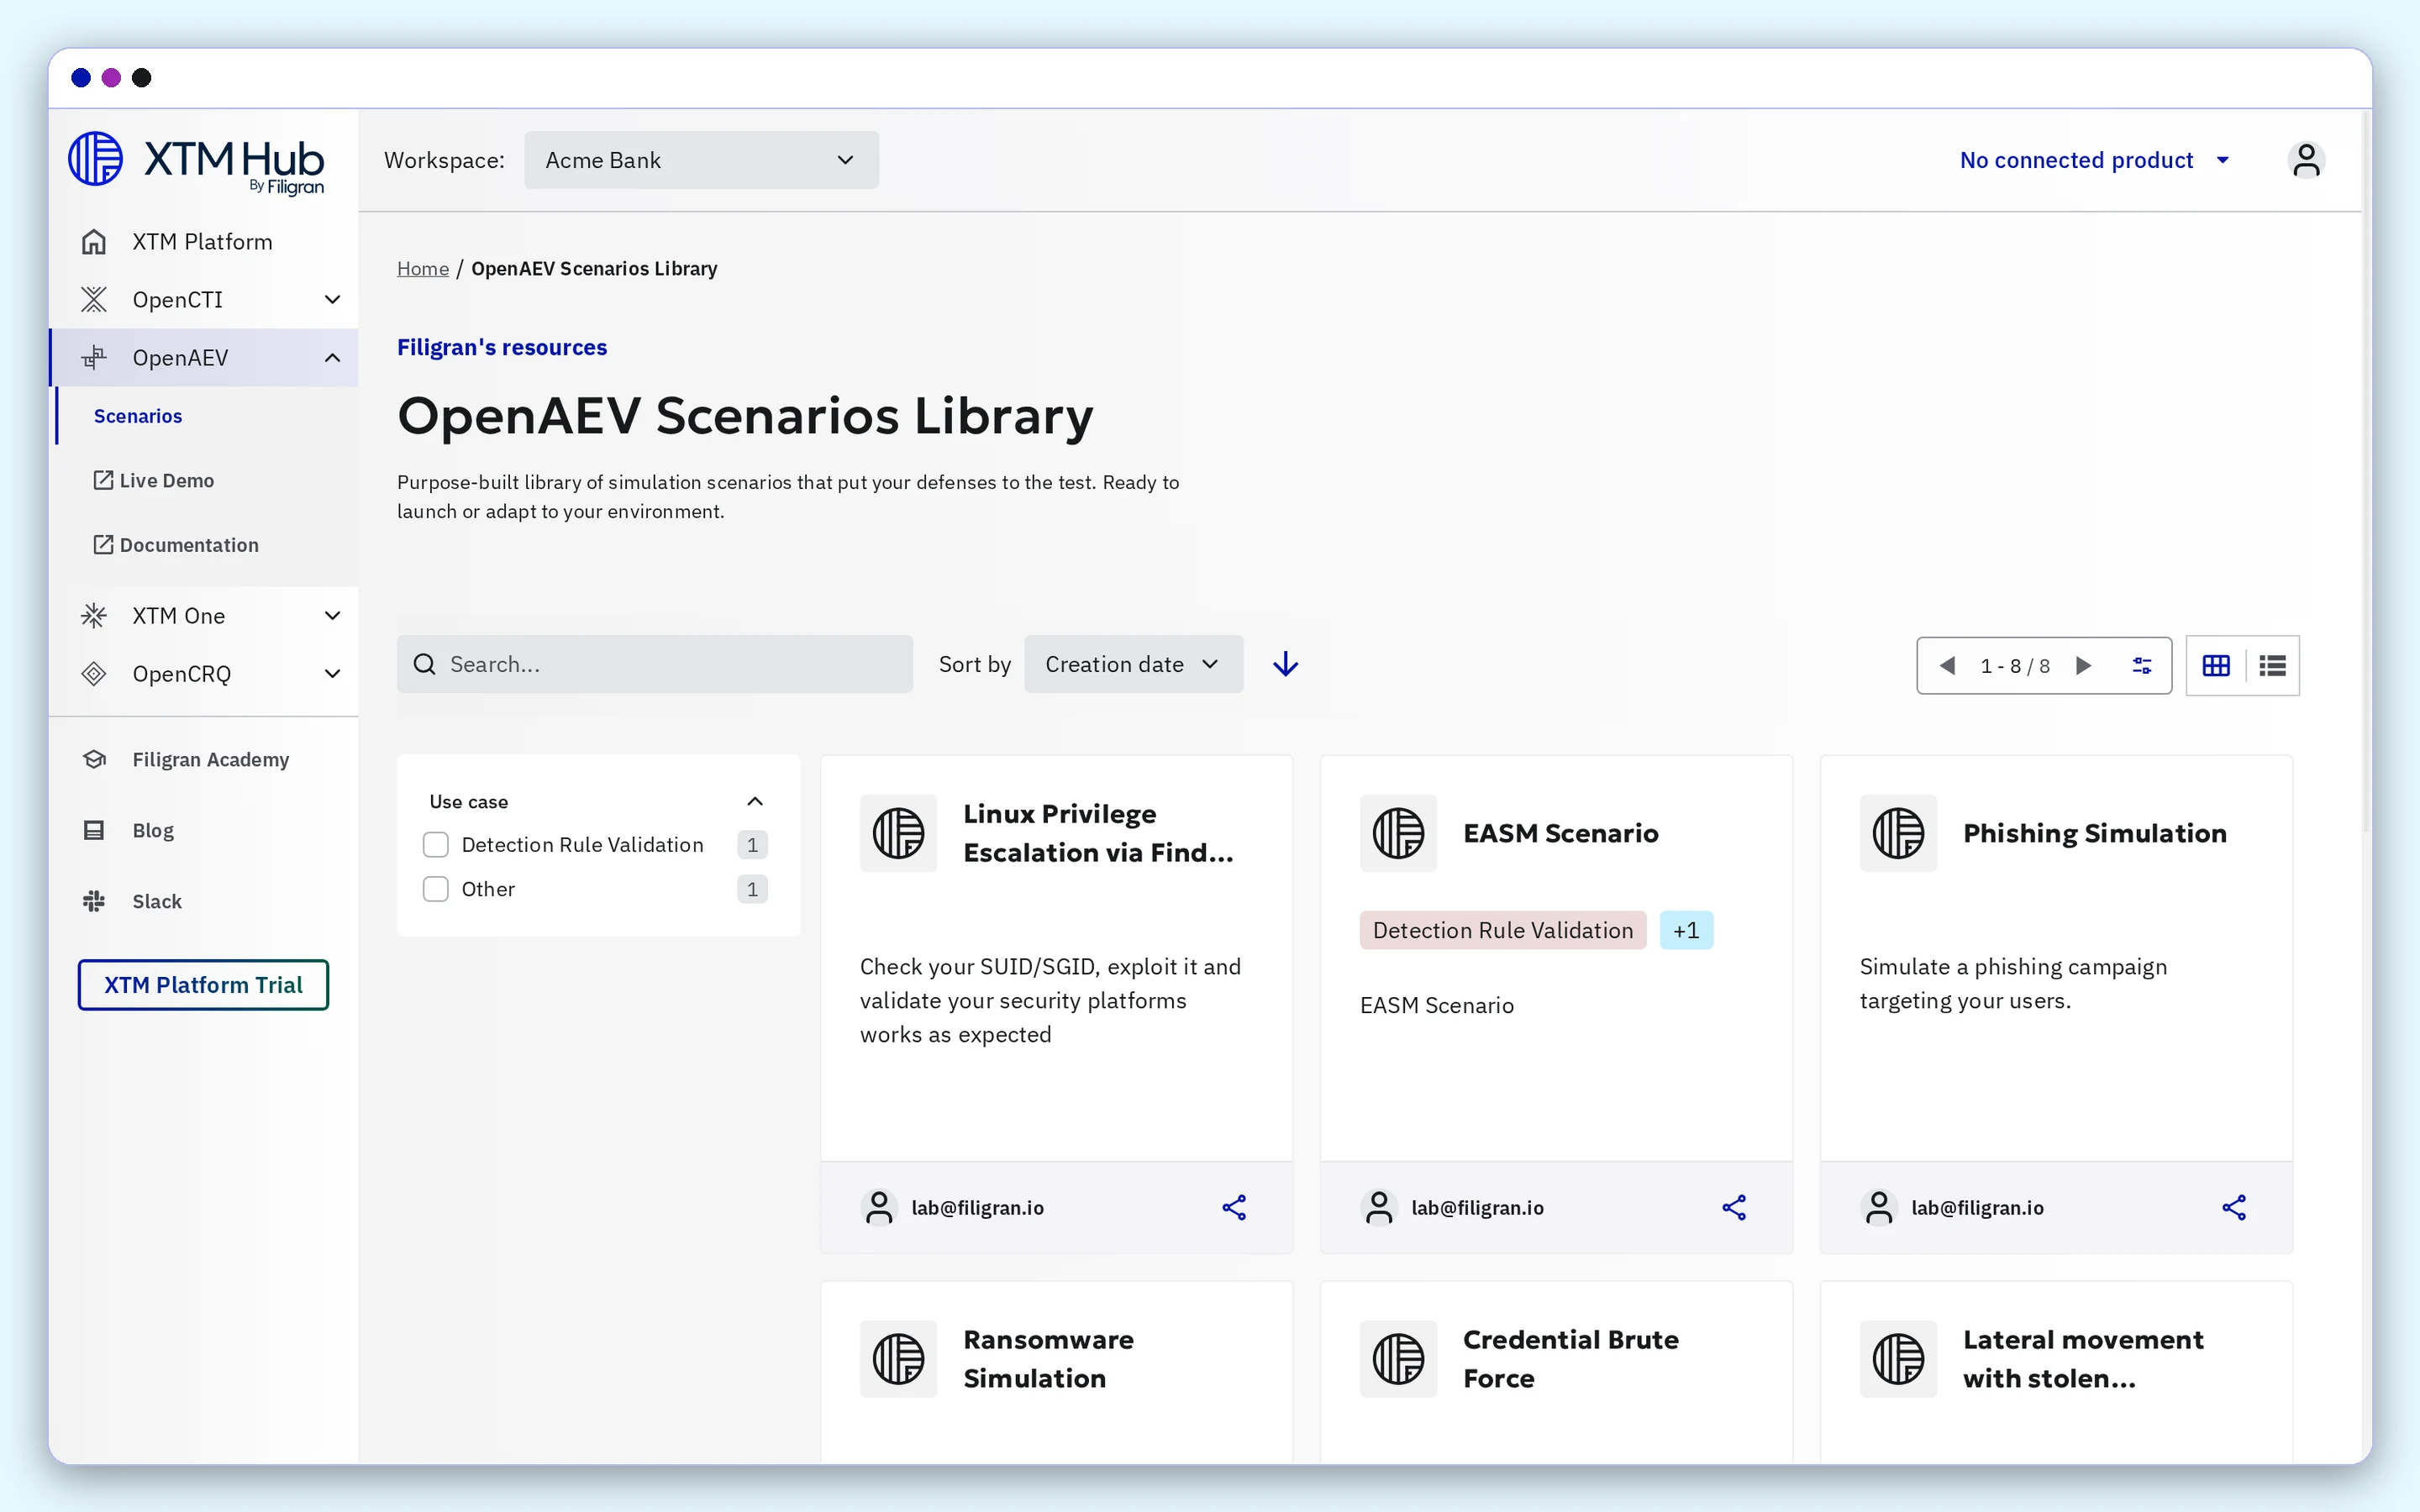 XTM Hub
By Filigran
Workspace:
Acme Bank
No connected product
XTM Platform
OpenCTI
OpenAEV
Scenarios
Live Demo
Documentation
XTM One
OpenCRQ
Filigran Academy
Blog
Slack
XTM Platform Trial
Home / OpenAEV Scenarios Library
Filigran's resources
OpenAEV Scenarios Library
Purpose-built library of simulation scenarios that put your defenses to the test. Ready to
launch or adapt to your environment.
Search...
Sort by
Creation date
1 - 8 / 8
Use case
Detection Rule Validation 1
Other 1
Linux Privilege
Escalation via Find...
Check your SUID/SGID, exploit it and
validate your security platforms
works as expected
lab@filigran.io
EASM Scenario
Detection Rule Validation +1
EASM Scenario
lab@filigran.io
Phishing Simulation
Simulate a phishing campaign
targeting your users.
lab@filigran.io
Ransomware
Simulation
Credential Brute
Force
Lateral movement
with stolen...